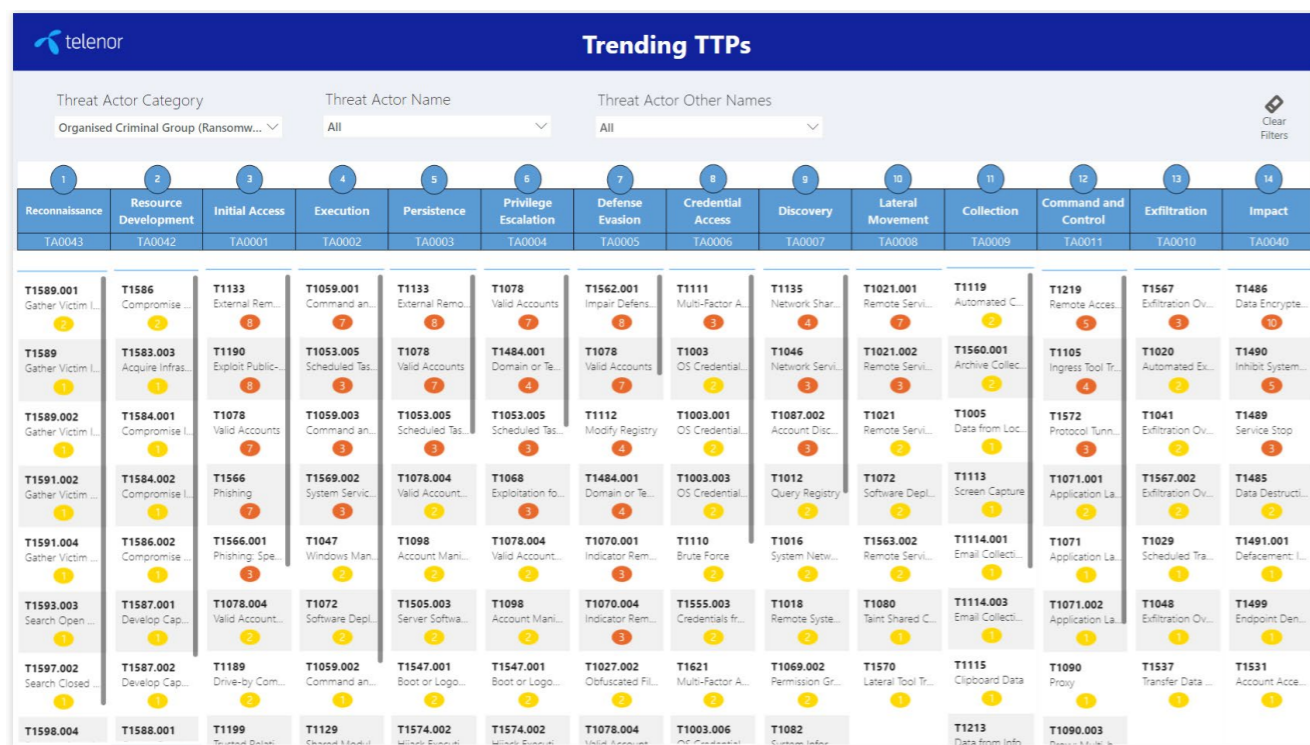 telenor
Trending TTPs
Threat Actor Category
Threat Actor Name
Threat Actor Other Names
Organised Criminal Group (Ransomw...
All
All
Clear
Filters
1 2 3 4 5 6 7 8 9 10 11 12 13 14
Reconnaissance
Resource
Development
Initial Access
Execution
Persistence
Privilege
Escalation
Defense
Evasion
Credential
Access
Discovery
Lateral
Movement
Collection
Command and
Control
Exfiltration
Impact
TA0043 TA0042 TA0001 TA0002 TA0003 TA0004 TA0005 TA0006 TA0007 TA0008 TA0009 TA0011 TA0010 TA0040
T1589.001
Gather Victim I...
2
T1589
Gather Victim I...
1
T1589.002
Gather Victim I...
1
T1591.002
Gather Victim ...
1
T1591.004
Gather Victim ...
1
T1593.003
Search Open ...
1
T1597.002
Search Closed ...
1
T1598.004
T1586
Compromise ...
2
T1583.003
Acquire Infras...
1
T1584.001
Compromise I...
1
T1584.002
Compromise I...
1
T1586.002
Compromise ...
1
T1587.001
Develop Cap...
1
T1587.002
Develop Cap...
1
T1588.001
T1133
External Rem...
8
T1190
Exploit Public-...
8
T1078
Valid Accounts
7
T1566
Phishing
7
T1566.001
Phishing: Spe...
3
T1078.004
Valid Account...
2
T1189
Drive-by Com...
2
T1199
Trusted Relati...
T1059.001
Command an...
7
T1053.005
Scheduled Tas...
3
T1059.003
Command an...
3
T1569.002
System Servic...
3
T1047
Windows Man...
2
T1072
Software Depl...
2
T1059.002
Command an...
1
T1129
Shared Modul...
T1133
External Remo...
8
T1078
Valid Accounts
7
T1053.005
Scheduled Tas...
3
T1078.004
Valid Account...
2
T1098
Account Mani...
2
T1505.003
Server Softwa...
2
T1547.001
Boot or Logo...
2
T1574.002
Hijack Executi...
T1078
Valid Accounts
7
T1484.001
Domain or Te...
4
T1053.005
Scheduled Tas...
3
T1068
Exploitation fo...
3
T1078.004
Valid Account...
2
T1098
Account Mani...
2
T1547.001
Boot or Logo...
2
T1574.002
Hijack Executi...
T1562.001
Impair Defens...
8
T1078
Valid Accounts
7
T1112
Modify Registry
4
T1484.001
Domain or Te...
4
T1070.001
Indicator Rem...
3
T1070.004
Indicator Rem...
3
T1027.002
Obfuscated Fil...
2
T1078.004
Valid Account...
T1111
Multi-Factor A...
3
T1003
OS Credential...
2
T1003.001
OS Credential...
2
T1003.003
OS Credential...
2
T1110
Brute Force
2
T1555.003
Credentials fr...
2
T1621
Multi-Factor A...
2
T1003.006
OS Credential...
T1135
Network Shar...
4
T1046
Network Servi...
3
T1087.002
Account Disc...
3
T1012
Query Registry
2
T1016
System Netw...
2
T1018
Remote Syste...
2
T1069.002
Permission Gr...
2
T1082
System Infor...
T1021.001
Remote Servi...
7
T1021.002
Remote Servi...
3
T1021
Remote Servi...
2
T1072
Software Depl...
2
T1563.002
Remote Servi...
2
T1080
Taint Shared C...
1
T1570
Lateral Tool Tr...
1
T1119
Automated C...
2
T1560.001
Archive Collec...
2
T1005
Data from Loc...
1
T1113
Screen Capture
1
T1114.001
Email Collecti...
1
T1114.003
Email Collecti...
1
T1115
Clipboard Data
1
T1213
Data from Info...
T1219
Remote Acces...
5
T1105
Ingress Tool Tr...
4
T1572
Protocol Tunn...
3
T1071.001
Application La...
2
T1071
Application La...
1
T1071.002
Application La...
1
T1090
Proxy
1
T1090.003
Proxy: Multi-h...
T1567
Exfiltration Ov...
3
T1020
Automated Ex...
2
T1041
Exfiltration Ov...
2
T1567.002
Exfiltration Ov...
2
T1029
Scheduled Tra...
1
T1048
Exfiltration Ov...
1
T1537
Transfer Data ...
1
T1486
Data Encrypte...
10
T1490
Inhibit System...
5
T1489
Service Stop
3
T1485
Data Destructi...
2
T1491.001
Defacement: I...
1
T1499
Endpoint Den...
1
T1531
Account Acce...
1